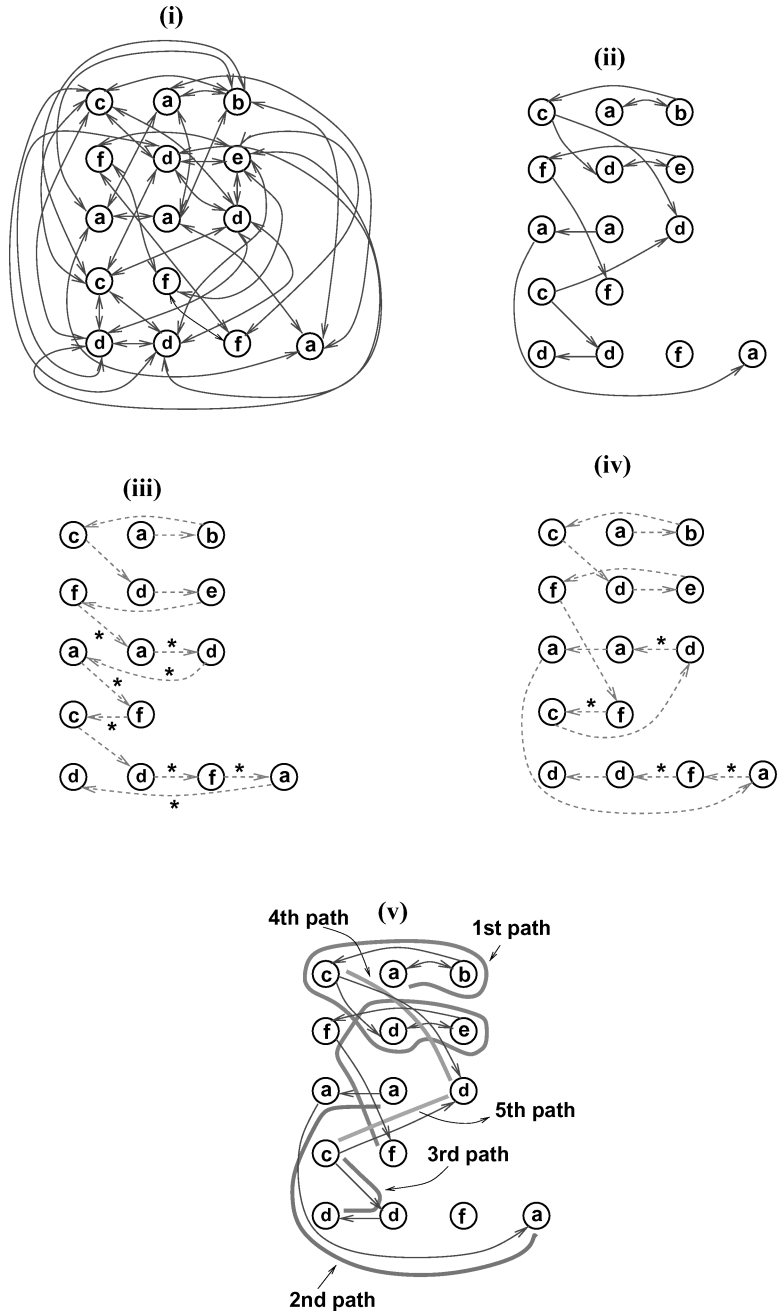 (i)
c a b
f d e
a a d
c f
d d f a
(ii)
c a b
f d e
a a d
c f
d d f a
(iii)
c a b
f d e
* *
a a d
* *
c f
*
d d f a
* *
*
(iv)
c a b
f d e
*
a a d
*
c f
* *
d d f a
(v)
4th path
1st path
c a b
f d e
a a d
5th path
c f
3rd path
d d f a
2nd path